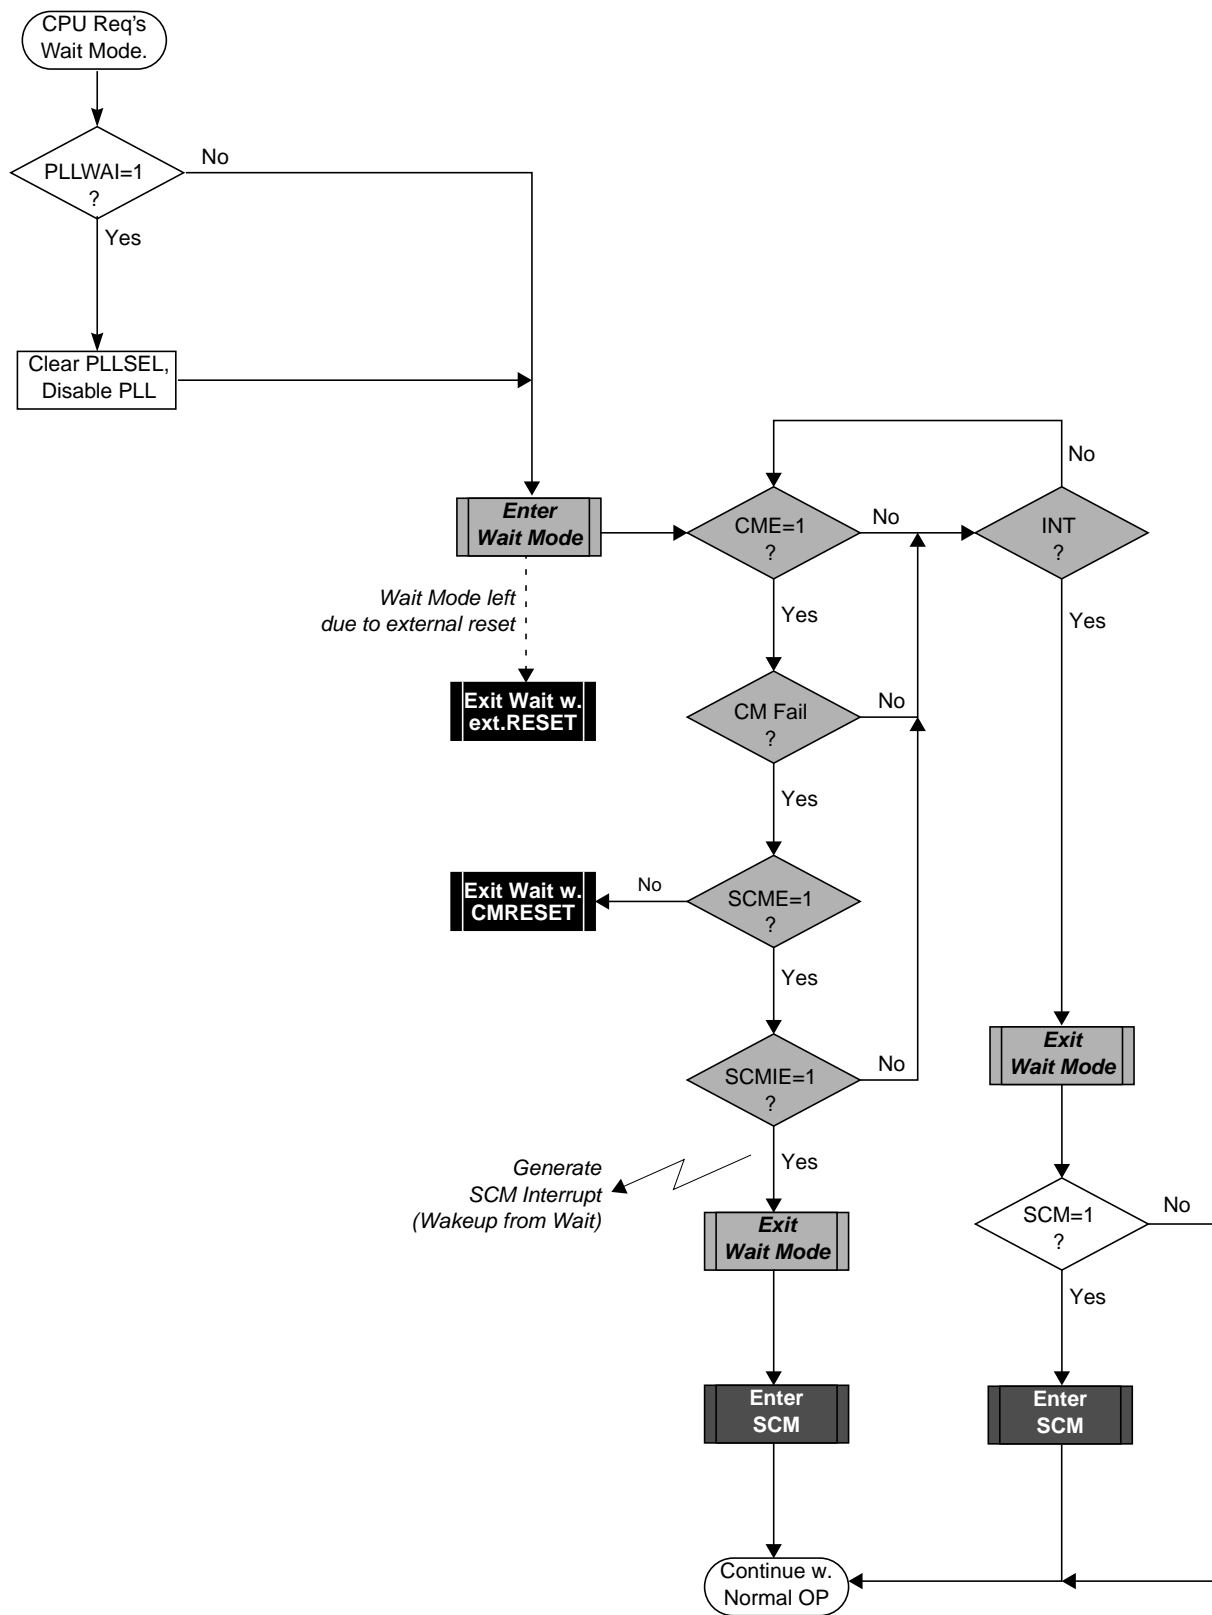 CPU Req's
Wait Mode.
PLLWAI=1
?
No
Yes
Clear PLLSEL,
Disable PLL
No
Enter
Wait Mode
CME=1
?
No
INT
?
Wait Mode left
due to external reset
Yes
Yes
Exit Wait w.
ext.RESET
CM Fail
?
No
Yes
Exit Wait w.
CMRESET
No
SCME=1
?
Yes
SCMIE=1
?
No
Exit
Wait Mode
Generate
SCM Interrupt
(Wakeup from Wait)
Yes
Exit
Wait Mode
SCM=1
?
No
Yes
Enter
SCM
Enter
SCM
Continue w.
Normal OP